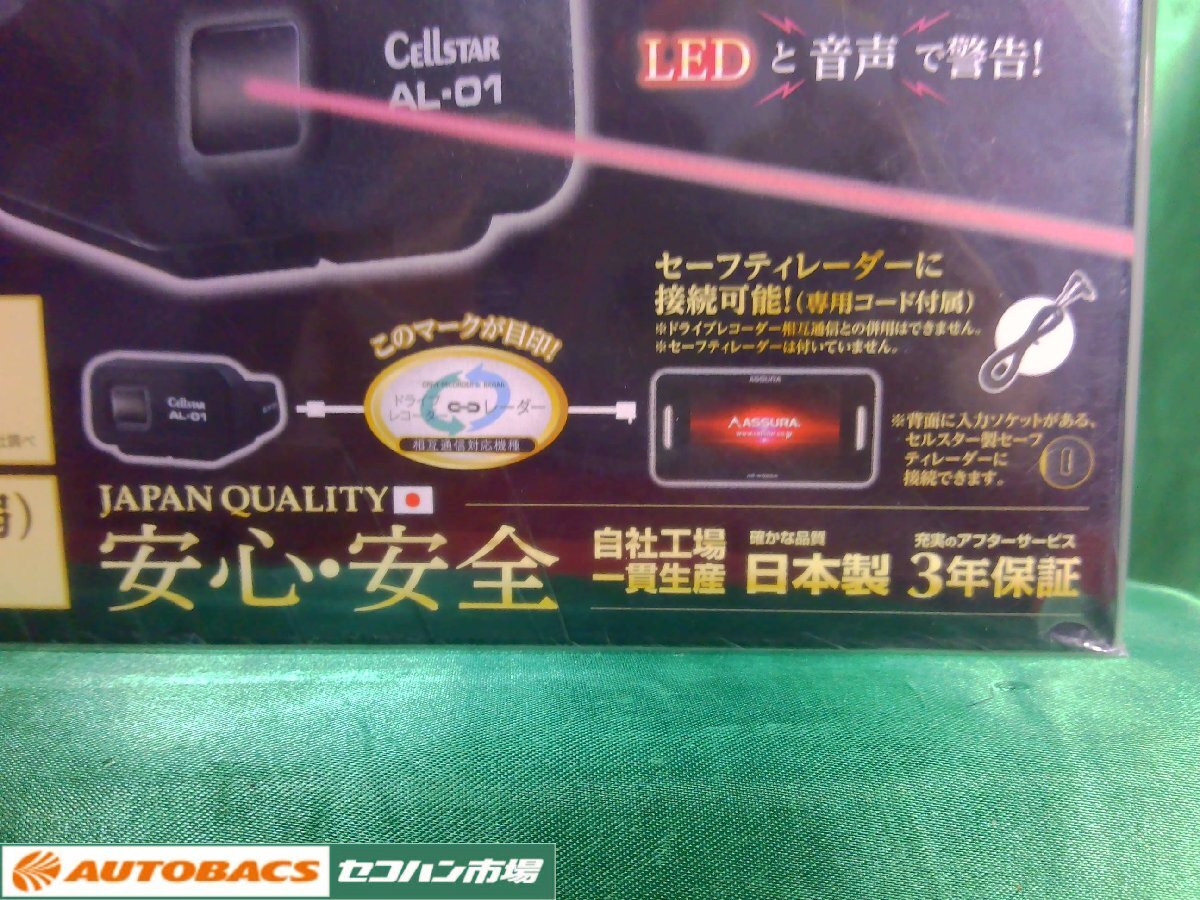 CELLSTAR
AL-01
LEDと音声で警告!
セーフティレーダーに
接続可能!(専用コード付属)
※ドライブレコーダー相互通信との併用はできません。
※セーフティレーダーは付いていません。
このマークが目印!
ドライブ
レコーダー
レーダー
相互通信対応機種
CELLSTAR
AL-01
ASSURA
ASSURA
※背面に入力ソケットがある、
セルスター製セーフ
ティレーダーに
接続できます。
JAPAN QUALITY
安心・安全
自社工場
一貫生産
確かな品質
日本製
充実のアフターサービス
3年保証
AUTOBACS セコハン市場